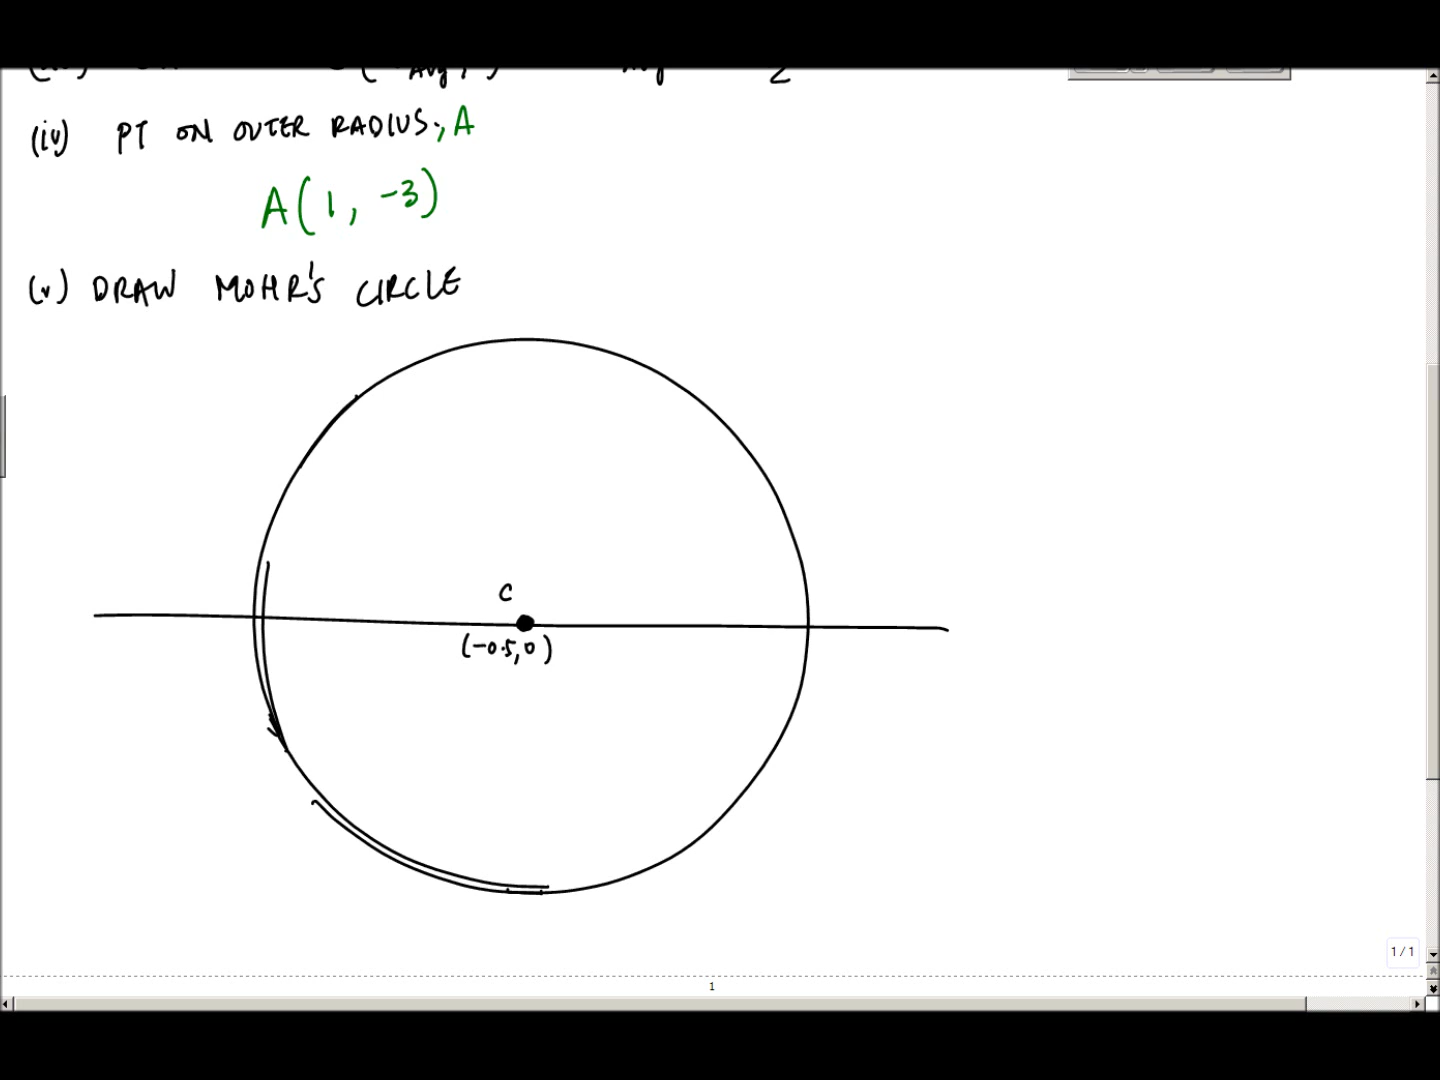 (iv) PT ON OUTER RADIUS, A
A(1, -3)
(v) DRAW MOHR'S CIRCLE
C
(-0.5,0)
1 / 1
1